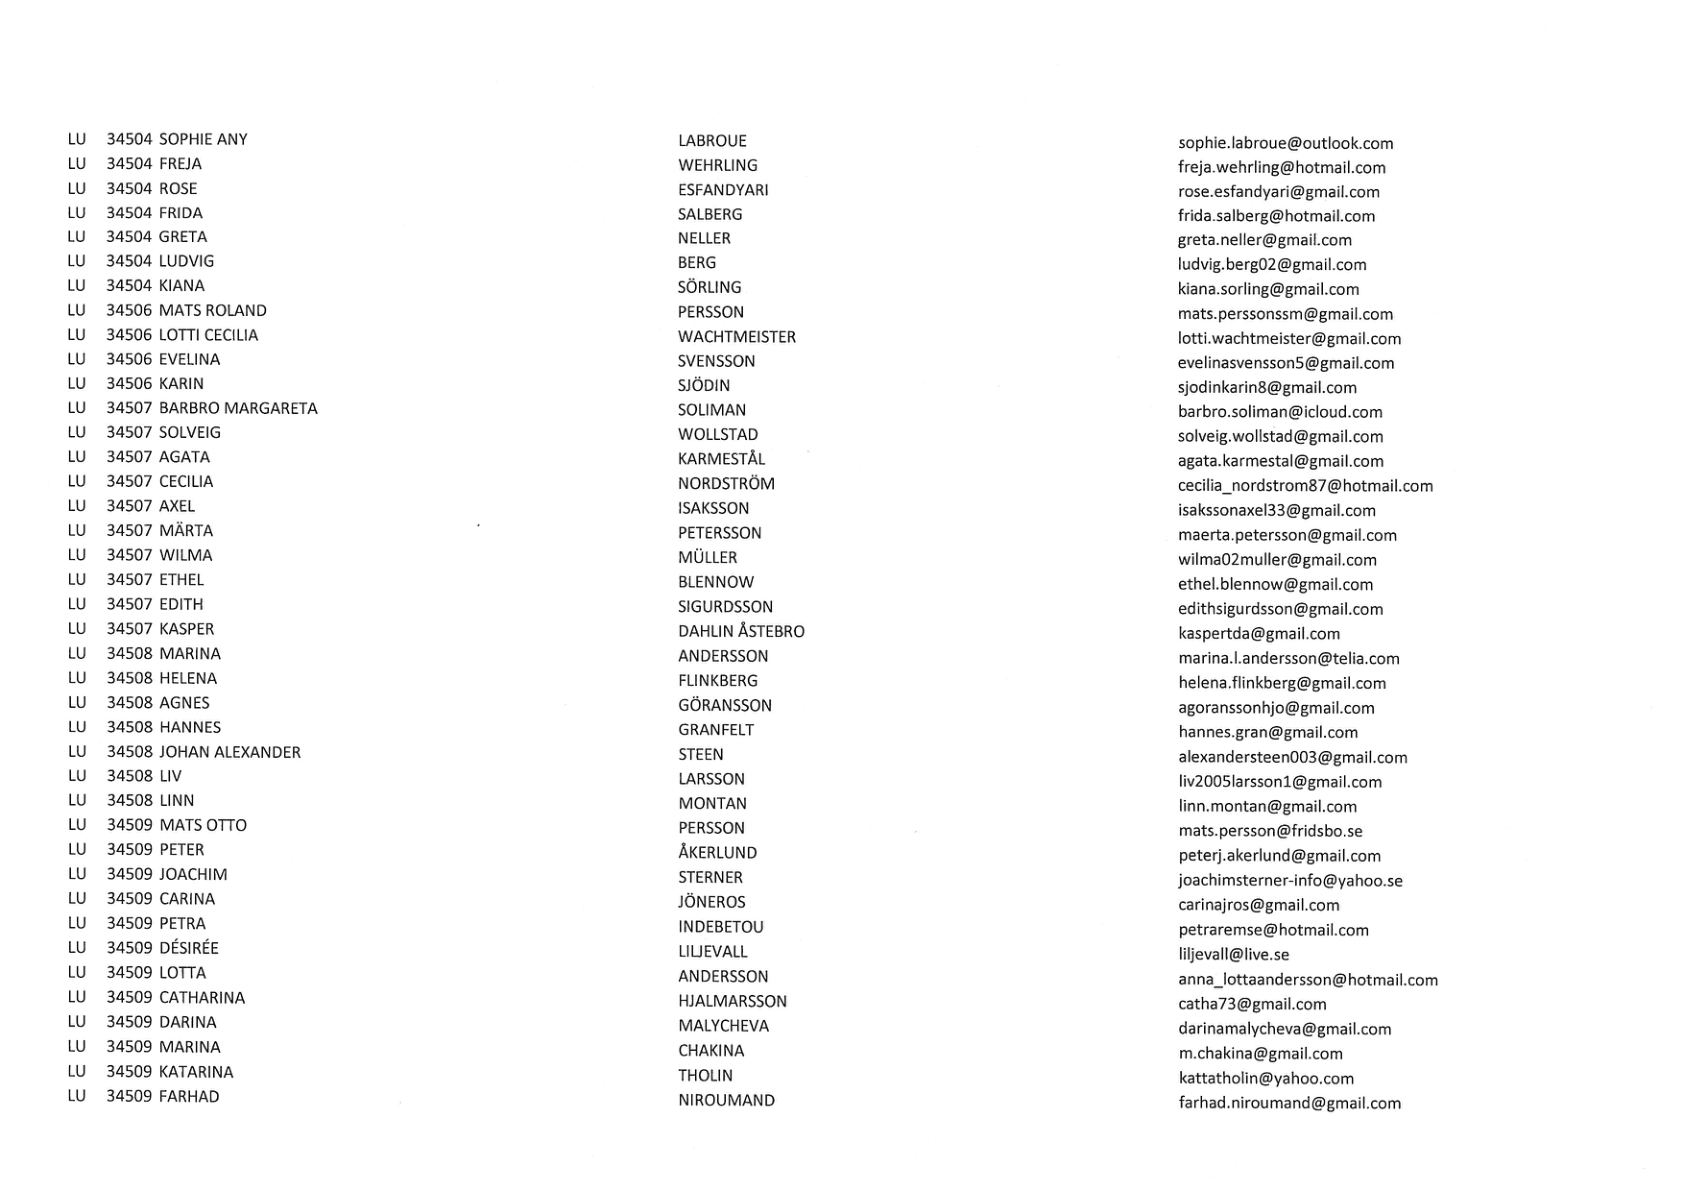 LU 34504 SOPHIE ANY LABROUE sophie.labroue@outlook.com
LU 34504 FREJA WEHRLING freja.wehrling@hotmail.com
LU 34504 ROSE ESFANDYARI rose.esfandyari@gmail.com
LU 34504 FRIDA SALBERG frida.salberg@hotmail.com
LU 34504 GRETA NELLER greta.neller@gmail.com
LU 34504 LUDVIG BERG ludvig.berg02@gmail.com
LU 34504 KIANA SÖRLING kiana.sorling@gmail.com
LU 34506 MATS ROLAND PERSSON mats.perssonssm@gmail.com
LU 34506 LOTTI CECILIA WACHTMEISTER lotti.wachtmeister@gmail.com
LU 34506 EVELINA SVENSSON evelinasvensson5@gmail.com
LU 34506 KARIN SJÖDIN sjodinkarin8@gmail.com
LU 34507 BARBRO MARGARETA SOLIMAN barbro.soliman@icloud.com
LU 34507 SOLVEIG WOLLSTAD solveig.wollstad@gmail.com
LU 34507 AGATA KARMESTÅL agata.karmestal@gmail.com
LU 34507 CECILIA NORDSTRÖM cecilia_nordstrom87@hotmail.com
LU 34507 AXEL ISAKSSON isakssonaxel33@gmail.com
LU 34507 MÄRTA PETERSSON maerta.petersson@gmail.com
LU 34507 WILMA MÜLLER wilma02muller@gmail.com
LU 34507 ETHEL BLENNOW ethel.blennow@gmail.com
LU 34507 EDITH SIGURDSSON edithsigurdsson@gmail.com
LU 34507 KASPER DAHLIN ÅSTEBRO kaspertda@gmail.com
LU 34508 MARINA ANDERSSON marina.l.andersson@telia.com
LU 34508 HELENA FLINKBERG helena.flinkberg@gmail.com
LU 34508 AGNES GÖRANSSON agoranssonhjo@gmail.com
LU 34508 HANNES GRANFELT hannes.gran@gmail.com
LU 34508 JOHAN ALEXANDER STEEN alexandersteen003@gmail.com
LU 34508 LIV LARSSON liv2005larsson1@gmail.com
LU 34508 LINN MONTAN linn.montan@gmail.com
LU 34509 MATS OTTO PERSSON mats.persson@fridsbo.se
LU 34509 PETER ÅKERLUND peterj.akerlund@gmail.com
LU 34509 JOACHIM STERNER joachimsterner-info@yahoo.se
LU 34509 CARINA JÖNEROS carinajros@gmail.com
LU 34509 PETRA INDEBETOU petraremse@hotmail.com
LU 34509 DÉSIRÉE LILJEVALL liljevall@live.se
LU 34509 LOTTA ANDERSSON anna_lottaandersson@hotmail.com
LU 34509 CATHARINA HJALMARSSON catha73@gmail.com
LU 34509 DARINA MALYCHEVA darinamalycheva@gmail.com
LU 34509 MARINA CHAKINA m.chakina@gmail.com
LU 34509 KATARINA THOLIN kattatholin@yahoo.com
LU 34509 FARHAD NIROUMAND farhad.niroumand@gmail.com